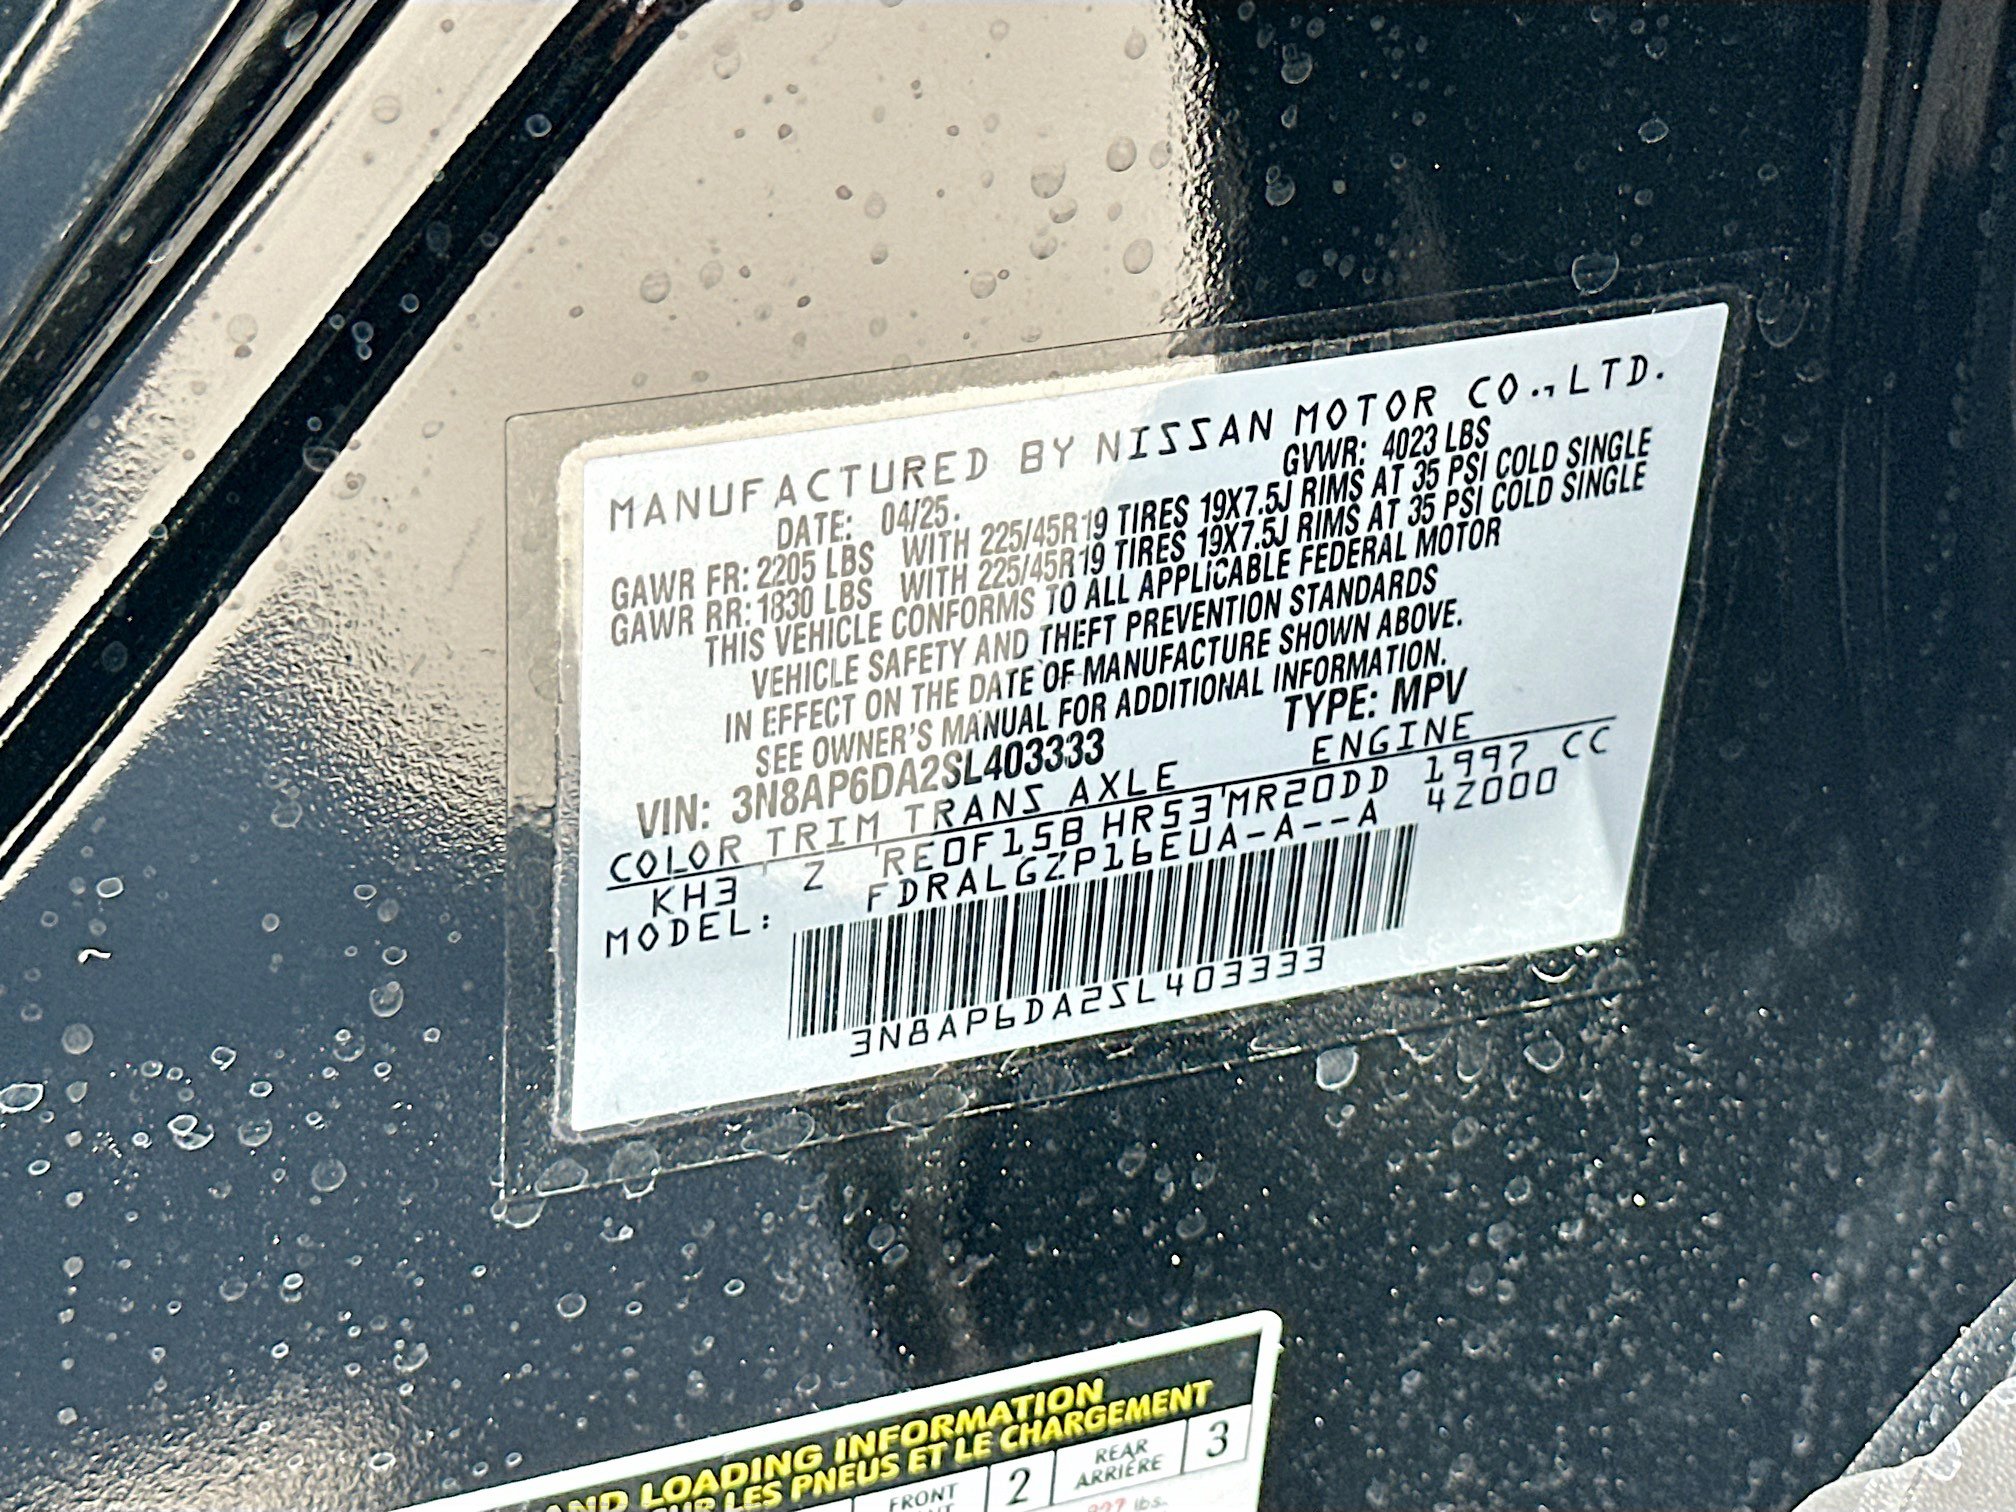 MANUFACTURED BY NISSAN MOTOR CO.,LTD.
DATE: 04/25. GVWR: 4023 LBS
GAWR FR: 2205 LBS WITH 225/45R19 TIRES 19X7.5J RIMS AT 35 PSI COLD SINGLE
GAWR RR: 1830 LBS WITH 225/45R19 TIRES 19X7.5J RIMS AT 35 PSI COLD SINGLE
THIS VEHICLE CONFORMS TO ALL APPLICABLE FEDERAL MOTOR
VEHICLE SAFETY AND THEFT PREVENTION STANDARDS
IN EFFECT ON THE DATE OF MANUFACTURE SHOWN ABOVE.
SEE OWNER'S MANUAL FOR ADDITIONAL INFORMATION.
VIN: 3N8AP6DA2SL403333 TYPE: MPV
COLOR TRIM TRANS AXLE ENGINE
KH3 Z RE0F15B HR53 MR20DD 1997 CC
MODEL: FDRALGZP16EUA-A--A 4Z000
3N8AP6DA2SL403333
AND LOADING INFORMATION
SUR LES PNEUS ET LE CHARGEMENT
FRONT 2 REAR 3
ARRIÈRE
lbs.